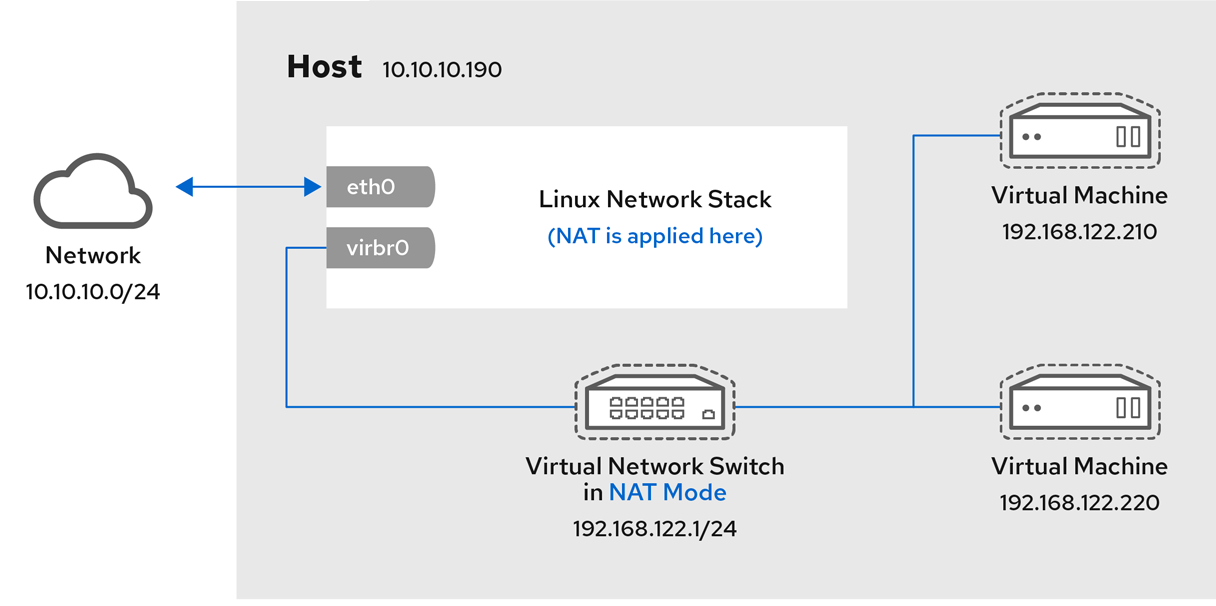 Host 10.10.10.190
eth0
Linux Network Stack
(NAT is applied here)
virbr0
Network
10.10.10.0/24
Virtual Machine
192.168.122.210
Virtual Network Switch
in NAT Mode
192.168.122.1/24
Virtual Machine
192.168.122.220